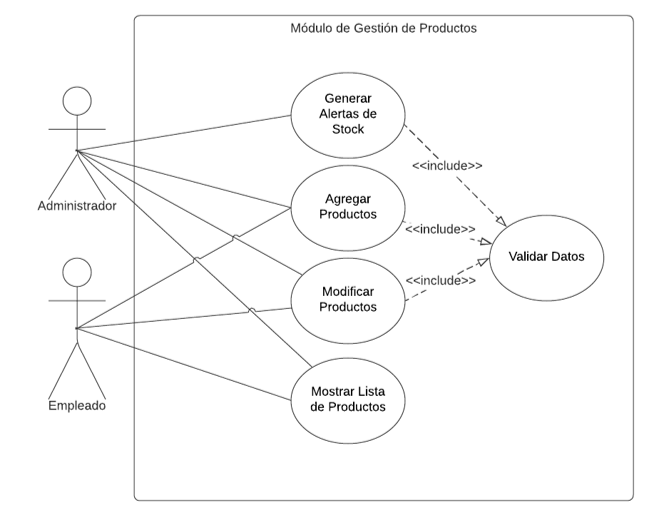 Módulo de Gestión de Productos
Generar
Alertas de
Stock
<<include>>
Administrador
Agregar
Productos
<<include>>
Validar Datos
<<include>>
Modificar
Productos
Empleado
Mostrar Lista
de Productos